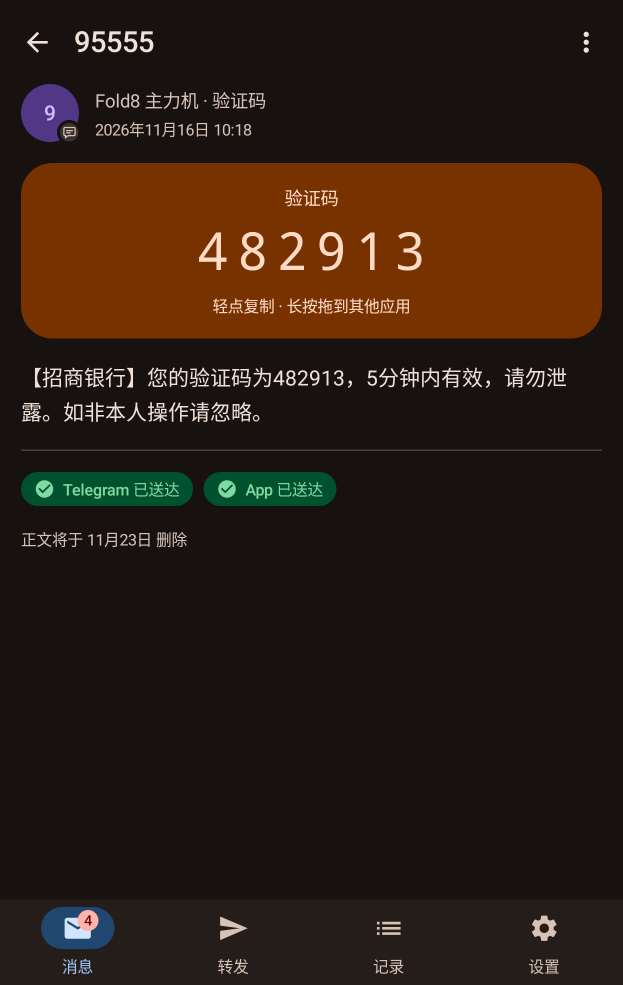 95555
9
Fold8 主力机 · 验证码
2026年11月16日 10:18
验证码
482913
轻点复制 · 长按拖到其他应用
【招商银行】您的验证码为482913，5分钟内有效，请勿泄
露。如非本人操作请忽略。
Telegram 已送达
App 已送达
正文将于 11月23日 删除
4
消息
转发
记录
设置